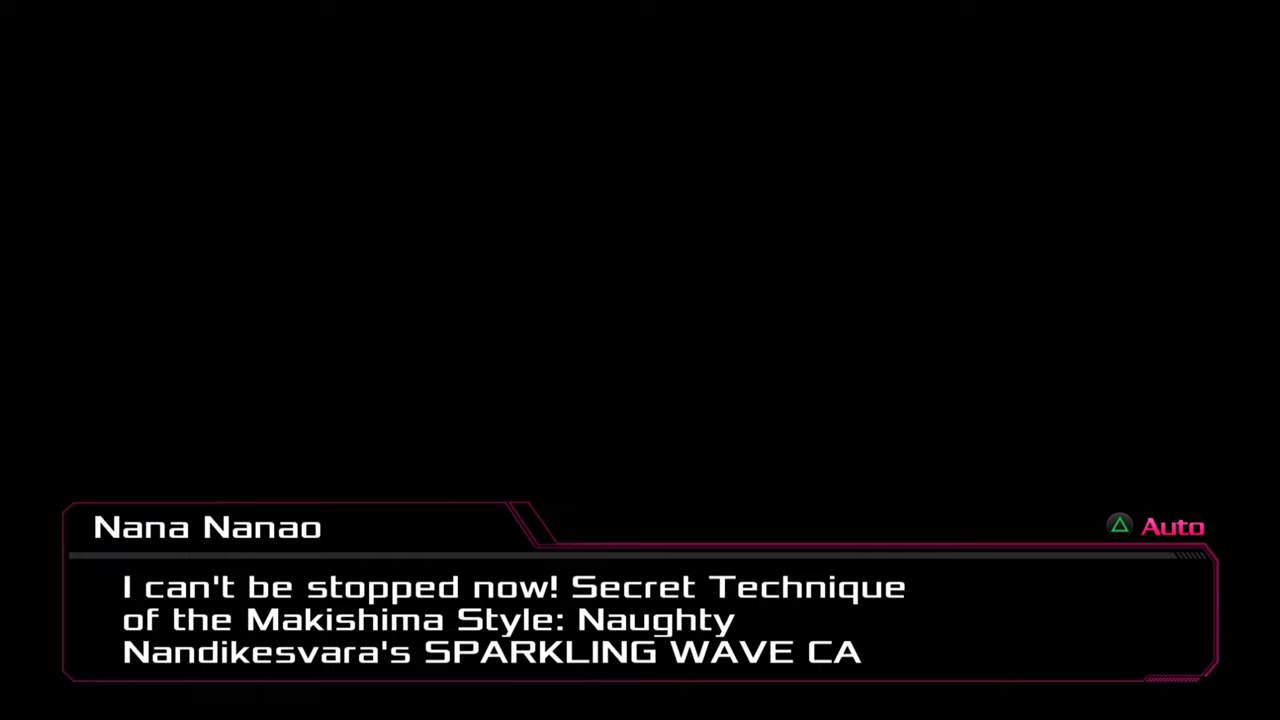 Nana Nanao
Auto
I can't be stopped now! Secret Technique
of the Makishima Style: Naughty
Nandikesvara's SPARKLING WAVE CA